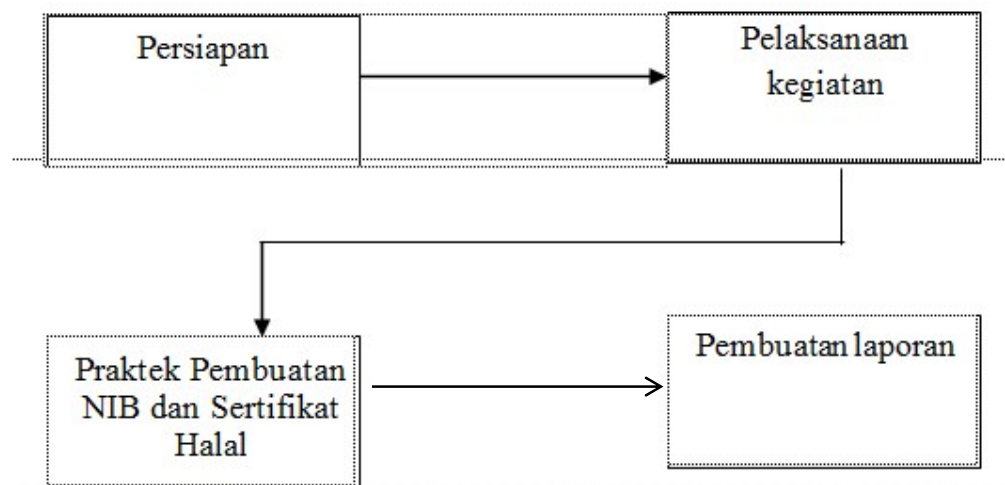 Persiapan
Pelaksanaan
kegiatan
Praktek Pembuatan
NIB dan Sertifikat
Halal
Pembuatan laporan